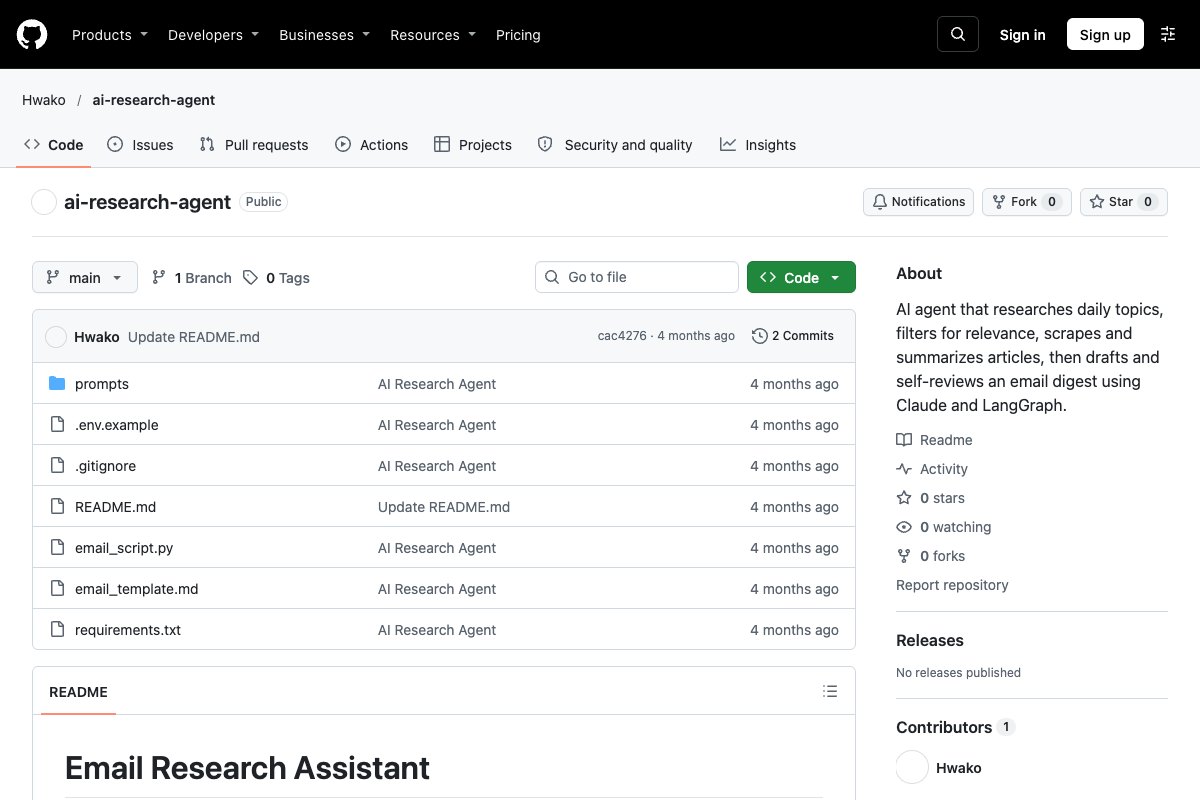 Products Developers Businesses Resources Pricing Sign in Sign up
Hwako / ai-research-agent
Code Issues Pull requests Actions Projects Security and quality Insights
ai-research-agent Public Notifications Fork 0 Star 0
main 1 Branch 0 Tags Go to file Code
Hwako Update README.md cac4276 · 4 months ago 2 Commits
prompts AI Research Agent 4 months ago
.env.example AI Research Agent 4 months ago
.gitignore AI Research Agent 4 months ago
README.md Update README.md 4 months ago
email_script.py AI Research Agent 4 months ago
email_template.md AI Research Agent 4 months ago
requirements.txt AI Research Agent 4 months ago
README
Email Research Assistant
About
AI agent that researches daily topics,
filters for relevance, scrapes and
summarizes articles, then drafts and
self-reviews an email digest using
Claude and LangGraph.
Readme
Activity
0 stars
0 watching
0 forks
Report repository
Releases
No releases published
Contributors 1
Hwako